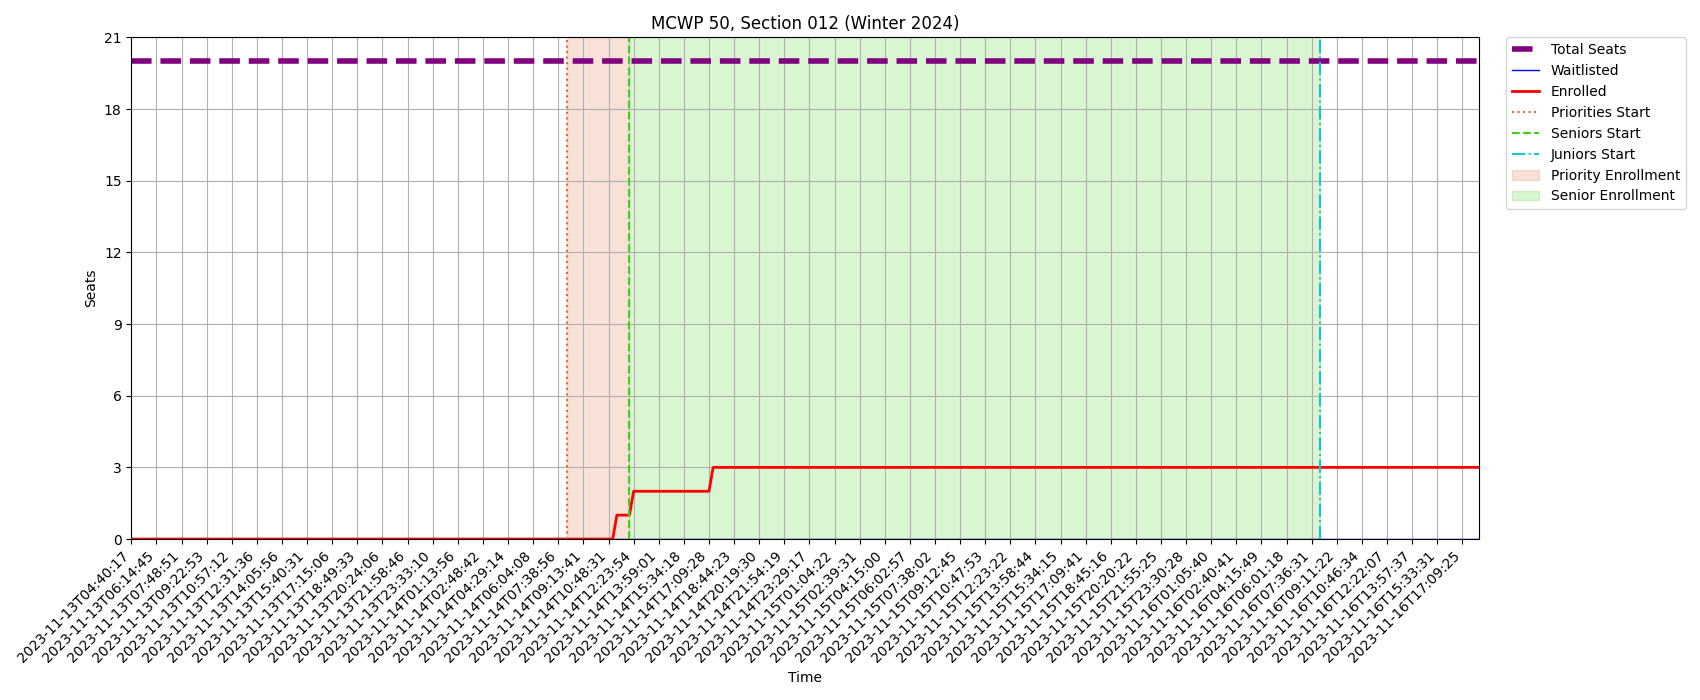 MCWP 50, Section 012 (Winter 2024)
Total Seats
Waitlisted
Enrolled
Priorities Start
Seniors Start
Juniors Start
Priority Enrollment
Senior Enrollment
Seats
21
18
15
12
9
6
3
0
2023-11-13T04:40:17
2023-11-13T06:14:45
2023-11-13T07:48:51
2023-11-13T09:22:53
2023-11-13T10:57:12
2023-11-13T12:31:36
2023-11-13T14:05:56
2023-11-13T15:40:31
2023-11-13T17:15:06
2023-11-13T18:49:33
2023-11-13T20:24:06
2023-11-13T21:58:46
2023-11-13T23:33:10
2023-11-14T01:13:56
2023-11-14T02:48:42
2023-11-14T04:29:14
2023-11-14T06:04:08
2023-11-14T07:38:56
2023-11-14T09:13:41
2023-11-14T10:48:31
2023-11-14T12:23:54
2023-11-14T13:59:01
2023-11-14T15:34:18
2023-11-14T17:09:28
2023-11-14T18:44:23
2023-11-14T20:19:30
2023-11-14T21:54:19
2023-11-14T23:29:17
2023-11-15T01:04:22
2023-11-15T02:39:31
2023-11-15T04:15:00
2023-11-15T06:02:57
2023-11-15T07:38:02
2023-11-15T09:12:45
2023-11-15T10:47:53
2023-11-15T12:23:22
2023-11-15T13:58:44
2023-11-15T15:34:15
2023-11-15T17:09:41
2023-11-15T18:45:16
2023-11-15T20:20:22
2023-11-15T21:55:25
2023-11-15T23:30:28
2023-11-16T01:05:40
2023-11-16T02:40:41
2023-11-16T04:15:49
2023-11-16T06:01:18
2023-11-16T07:36:31
2023-11-16T09:11:22
2023-11-16T10:46:34
2023-11-16T12:22:07
2023-11-16T13:57:37
2023-11-16T15:33:31
2023-11-16T17:09:25
Time